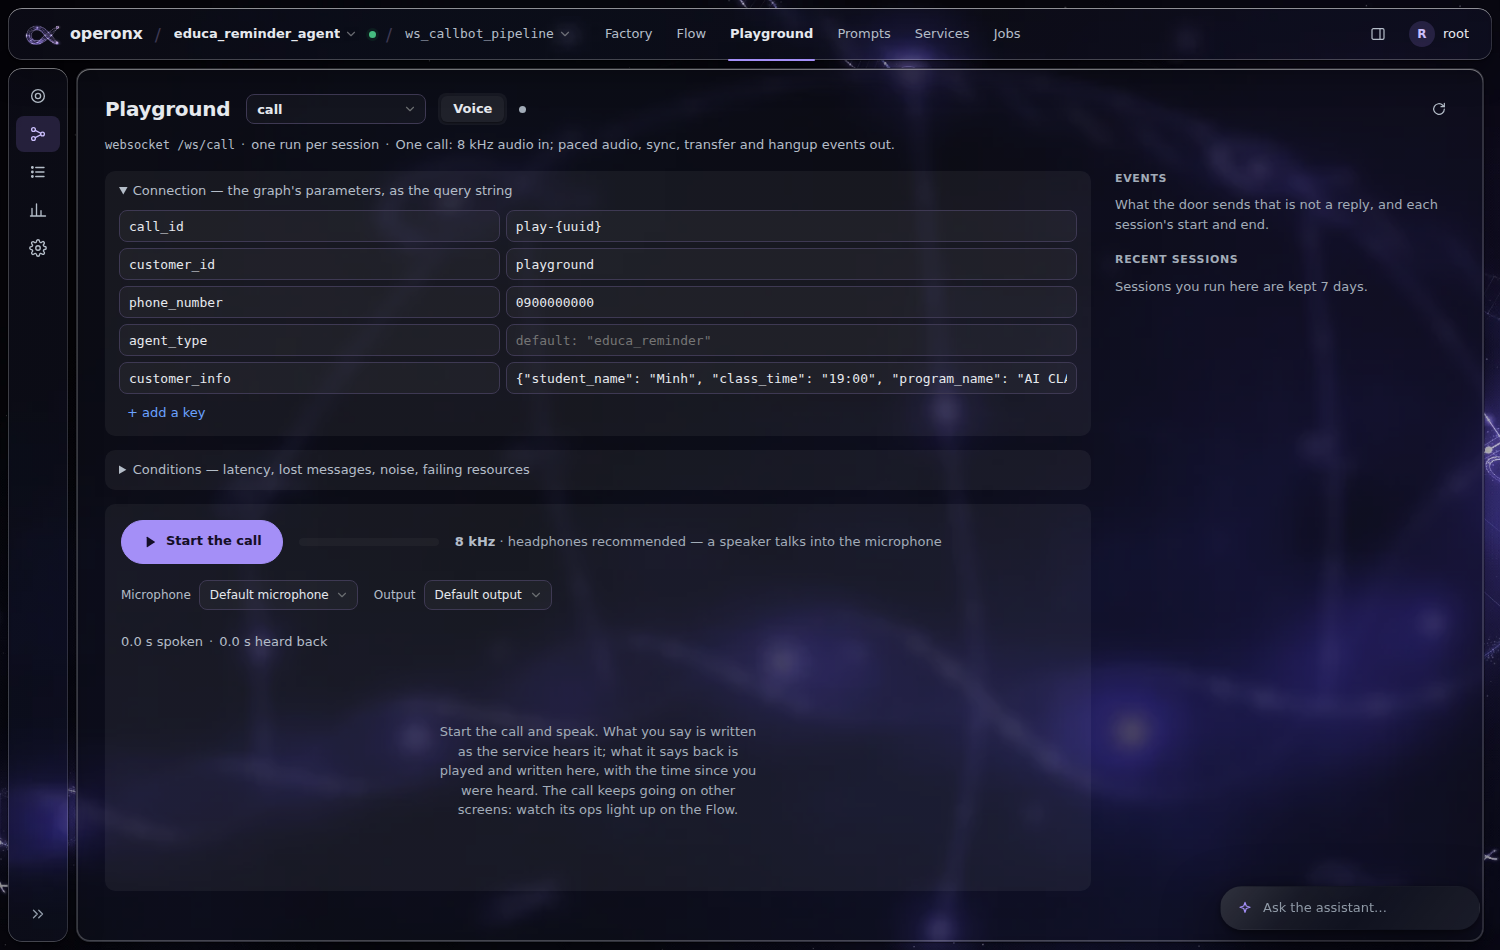 operonx / educa_reminder_agent / ws_callbot_pipeline Factory Flow Playground Prompts Services Jobs R root
Playground call Voice
websocket /ws/call · one run per session · One call: 8 kHz audio in; paced audio, sync, transfer and hangup events out.
Connection — the graph's parameters, as the query string
call_id play-{uuid}
customer_id playground
phone_number 0900000000
agent_type default: "educa_reminder"
customer_info {"student_name": "Minh", "class_time": "19:00", "program_name": "AI CLA
+ add a key
Conditions — latency, lost messages, noise, failing resources
Start the call 8 kHz · headphones recommended — a speaker talks into the microphone
Microphone Default microphone Output Default output
0.0 s spoken · 0.0 s heard back
Start the call and speak. What you say is written
as the service hears it; what it says back is
played and written here, with the time since you
were heard. The call keeps going on other
screens: watch its ops light up on the Flow.
EVENTS
What the door sends that is not a reply, and each
session's start and end.
RECENT SESSIONS
Sessions you run here are kept 7 days.
Ask the assistant...